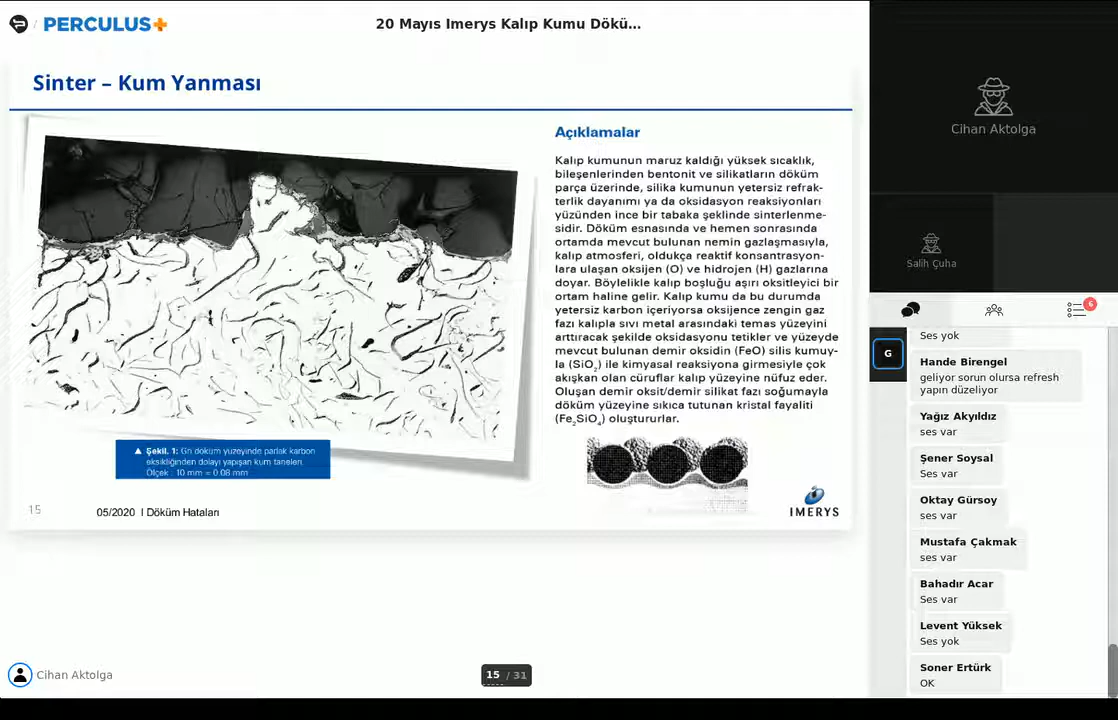 PERCULUS+
20 Mayıs Imerys Kalıp Kumu Dökü...
Sinter – Kum Yanması
Açıklamalar
Kalıp kumunun maruz kaldığı yüksek sıcaklık,
bileşenlerinden bentonit ve silikatların döküm
parça üzerinde, silika kumunun yetersiz refrak-
terlik dayanımı ya da oksidasyon reaksiyonları
yüzünden ince bir tabaka şeklinde sinterlenme-
sidir. Döküm esnasında ve hemen sonrasında
ortamda mevcut bulunan nemin gazlaşmasıyla,
kalıp atmosferi, oldukça reaktif konsantrasyon-
lara ulaşan oksijen (O) ve hidrojen (H) gazlarına
doyar. Böylelikle kalıp boşluğu aşırı oksitleyici bir
ortam haline gelir. Kalıp kumu da bu durumda
yetersiz karbon içeriyorsa oksijence zengin gaz
fazı kalıpla sıvı metal arasındaki temas yüzeyini
arttıracak şekilde oksidasyonu tetikler ve yüzeyde
mevcut bulunan demir oksidin (FeO) silis kumuy-
la (SiO₂) ile kimyasal reaksiyona girmesiyle çok
akışkan olan cüruflar kalıp yüzeyine nüfuz eder.
Oluşan demir oksit/demir silikat fazı soğumayla
döküm yüzeyine sıkıca tutunan kristal fayaliti
(Fe₂SiO₄) oluştururlar.
▲ Şekil. 1: Gri döküm yüzeyinde parlak karbon
eksikliğinden dolayı yapışan kum taneleri.
Ölçek : 10 mm = 0.08 mm
IMERYS
15
05/2020 I Döküm Hataları
Cihan Aktolga
15 / 31
Cihan Aktolga
Salih Çuha
6
G
Ses yok
Hande Birengel
geliyor sorun olursa refresh
yapın düzeliyor
Yağız Akyıldız
ses var
Şener Soysal
Ses var
Oktay Gürsoy
ses var
Mustafa Çakmak
ses var
Bahadır Acar
Ses var
Levent Yüksek
Ses yok
Soner Ertürk
OK